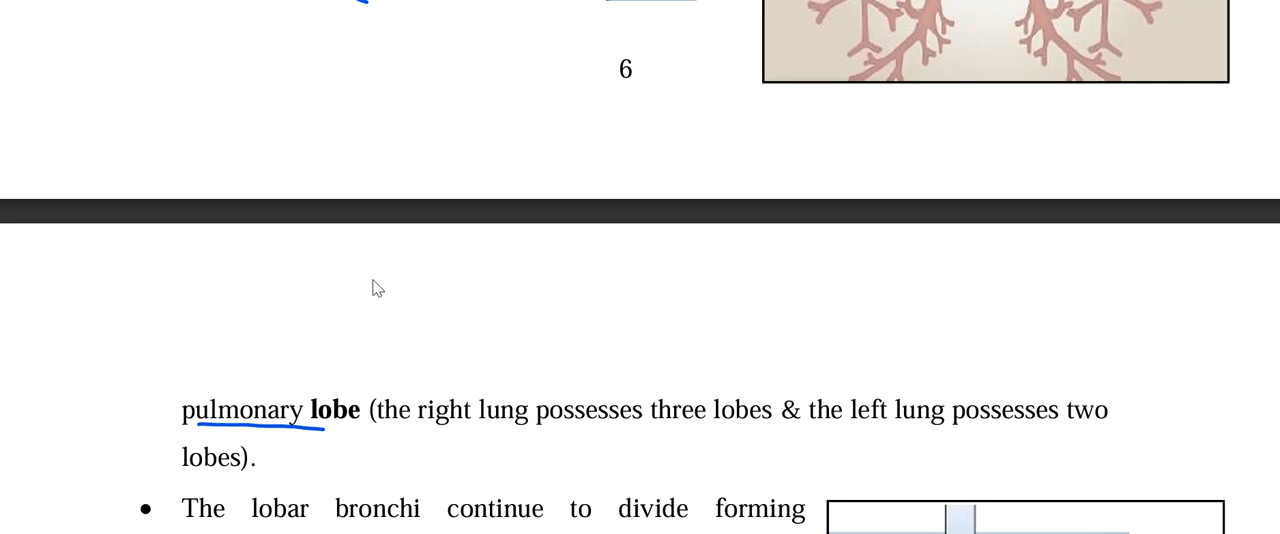 6
pulmonary lobe (the right lung possesses three lobes & the left lung possesses two
lobes).
• The lobar bronchi continue to divide forming